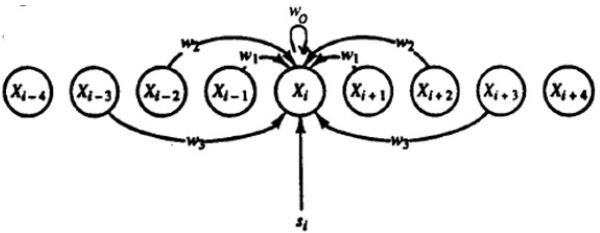 w₀
w₂ w₂
w₁ w₁
Xᵢ₋₄ Xᵢ₋₃ Xᵢ₋₂ Xᵢ₋₁ Xᵢ Xᵢ₊₁ Xᵢ₊₂ Xᵢ₊₃ Xᵢ₊₄
w₃ w₃
sᵢ